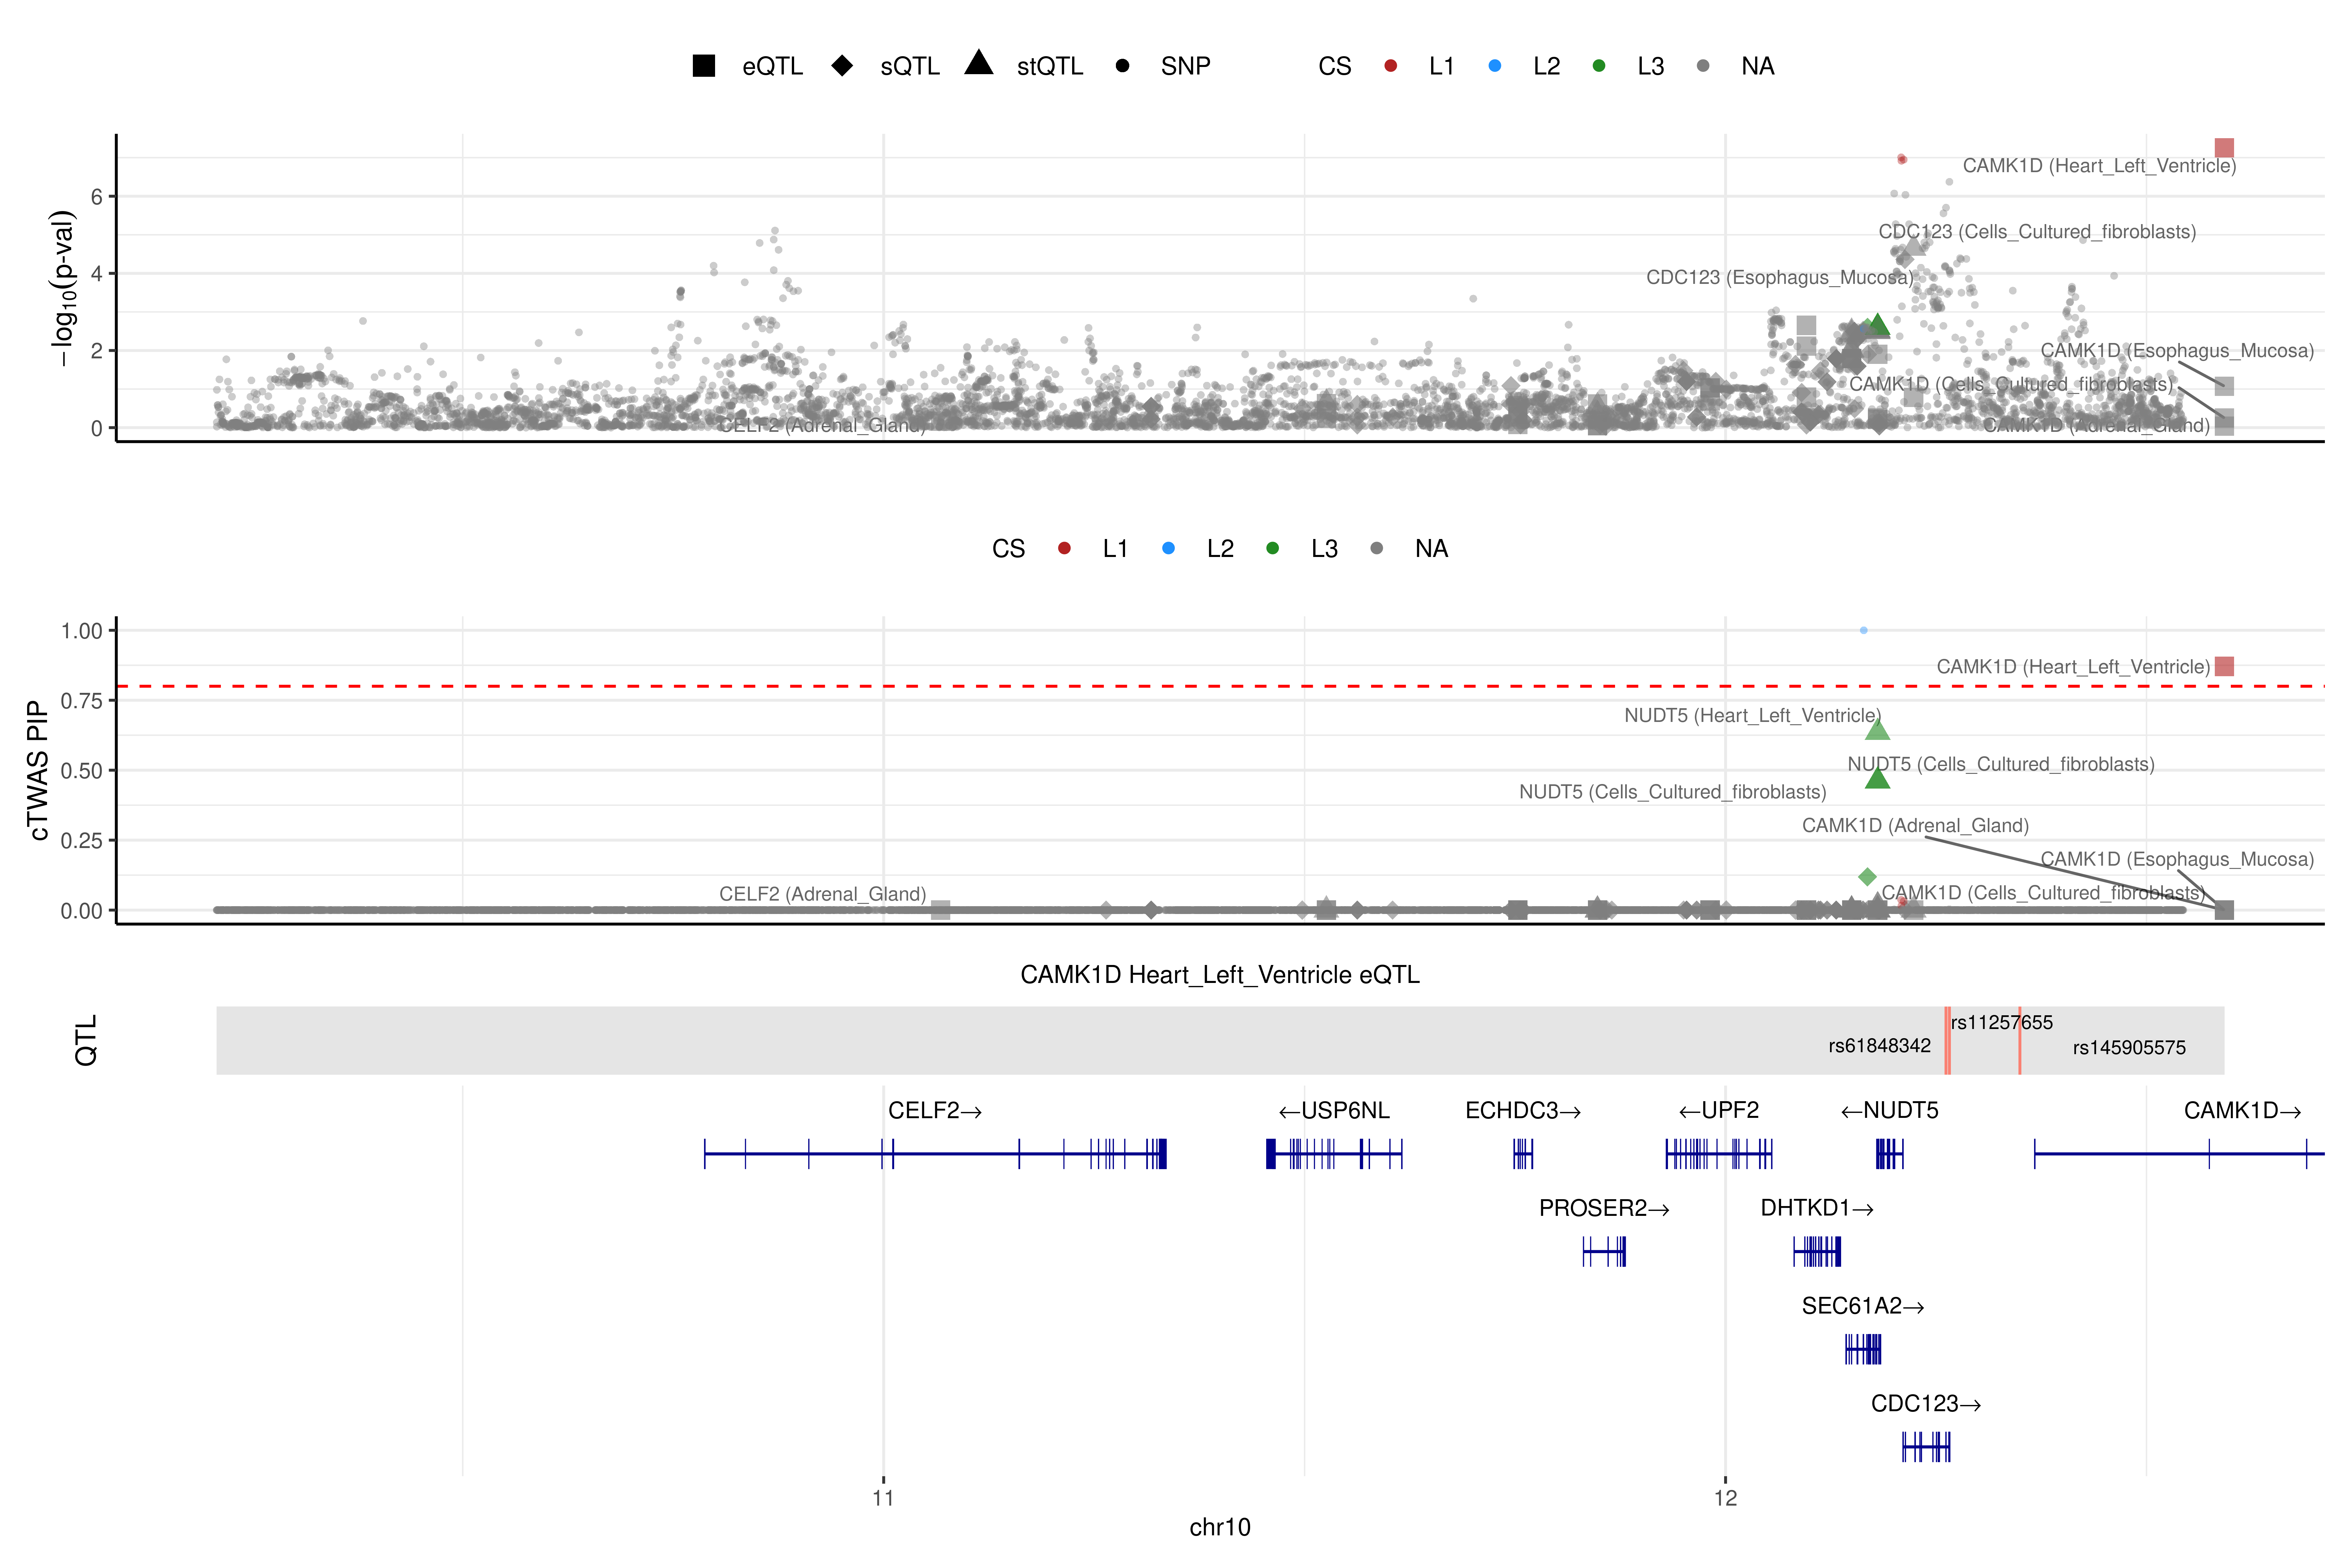 eQTL sQTL stQTL SNP CS L1 L2 L3 NA
−log10(p-val)
6
4
2
0
CAMK1D (Heart_Left_Ventricle)
CDC123 (Cells_Cultured_fibroblasts)
CDC123 (Esophagus_Mucosa)
CAMK1D (Esophagus_Mucosa)
CAMK1D (Cells_Cultured_fibroblasts)
CELF2 (Adrenal_Gland)
CAMK1D (Adrenal_Gland)
CS L1 L2 L3 NA
cTWAS PIP
1.00
0.75
0.50
0.25
0.00
CAMK1D (Heart_Left_Ventricle)
NUDT5 (Heart_Left_Ventricle)
NUDT5 (Cells_Cultured_fibroblasts)
NUDT5 (Cells_Cultured_fibroblasts)
CAMK1D (Adrenal_Gland)
CAMK1D (Esophagus_Mucosa)
CELF2 (Adrenal_Gland)
CAMK1D (Cells_Cultured_fibroblasts)
CAMK1D Heart_Left_Ventricle eQTL
QTL
rs11257655
rs61848342
rs145905575
CELF2→ ←USP6NL ECHDC3→ ←UPF2 ←NUDT5 CAMK1D→
PROSER2→ DHTKD1→
SEC61A2→
CDC123→
11 12
chr10